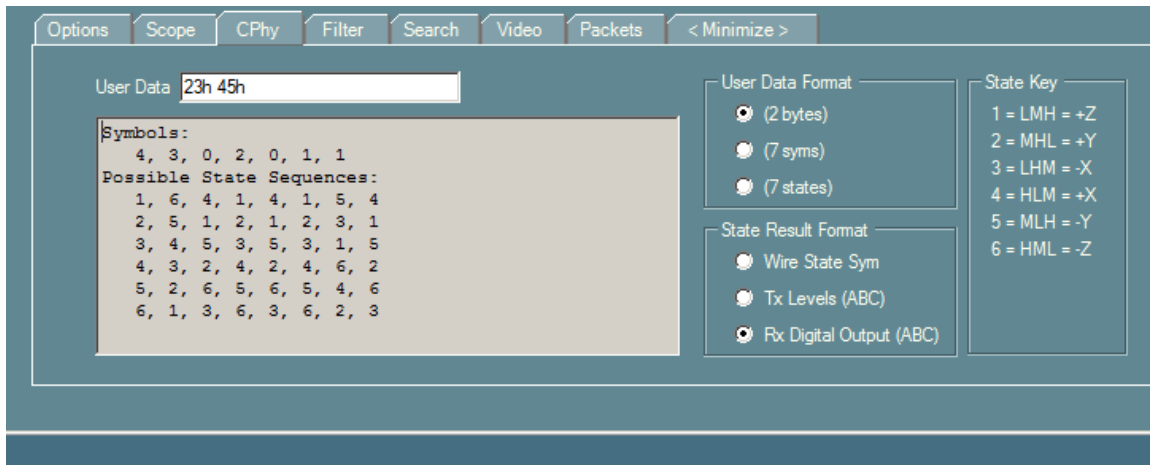 Options Scope CPhy Filter Search Video Packets < Minimize >
User Data 23h 45h
Symbols:
4, 3, 0, 2, 0, 1, 1
Possible State Sequences:
1, 6, 4, 1, 4, 1, 5, 4
2, 5, 1, 2, 1, 2, 3, 1
3, 4, 5, 3, 5, 3, 1, 5
4, 3, 2, 4, 2, 4, 6, 2
5, 2, 6, 5, 6, 5, 4, 6
6, 1, 3, 6, 3, 6, 2, 3
User Data Format
(2 bytes)
(7 syms)
(7 states)
State Result Format
Wire State Sym
Tx Levels (ABC)
Rx Digital Output (ABC)
State Key
1 = LMH = +Z
2 = MHL = +Y
3 = LHM = -X
4 = HLM = +X
5 = MLH = -Y
6 = HML = -Z